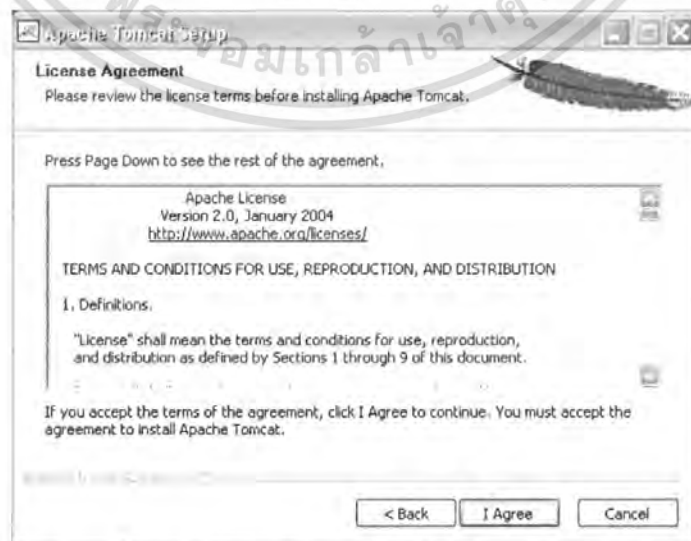 Apache Tomcat Setup
License Agreement
Please review the license terms before installing Apache Tomcat.
Press Page Down to see the rest of the agreement.
Apache License
Version 2.0, January 2004
http://www.apache.org/licenses/
TERMS AND CONDITIONS FOR USE, REPRODUCTION, AND DISTRIBUTION
1. Definitions.
"License" shall mean the terms and conditions for use, reproduction,
and distribution as defined by Sections 1 through 9 of this document.
If you accept the terms of the agreement, click I Agree to continue. You must accept the
agreement to install Apache Tomcat.
< Back I Agree Cancel